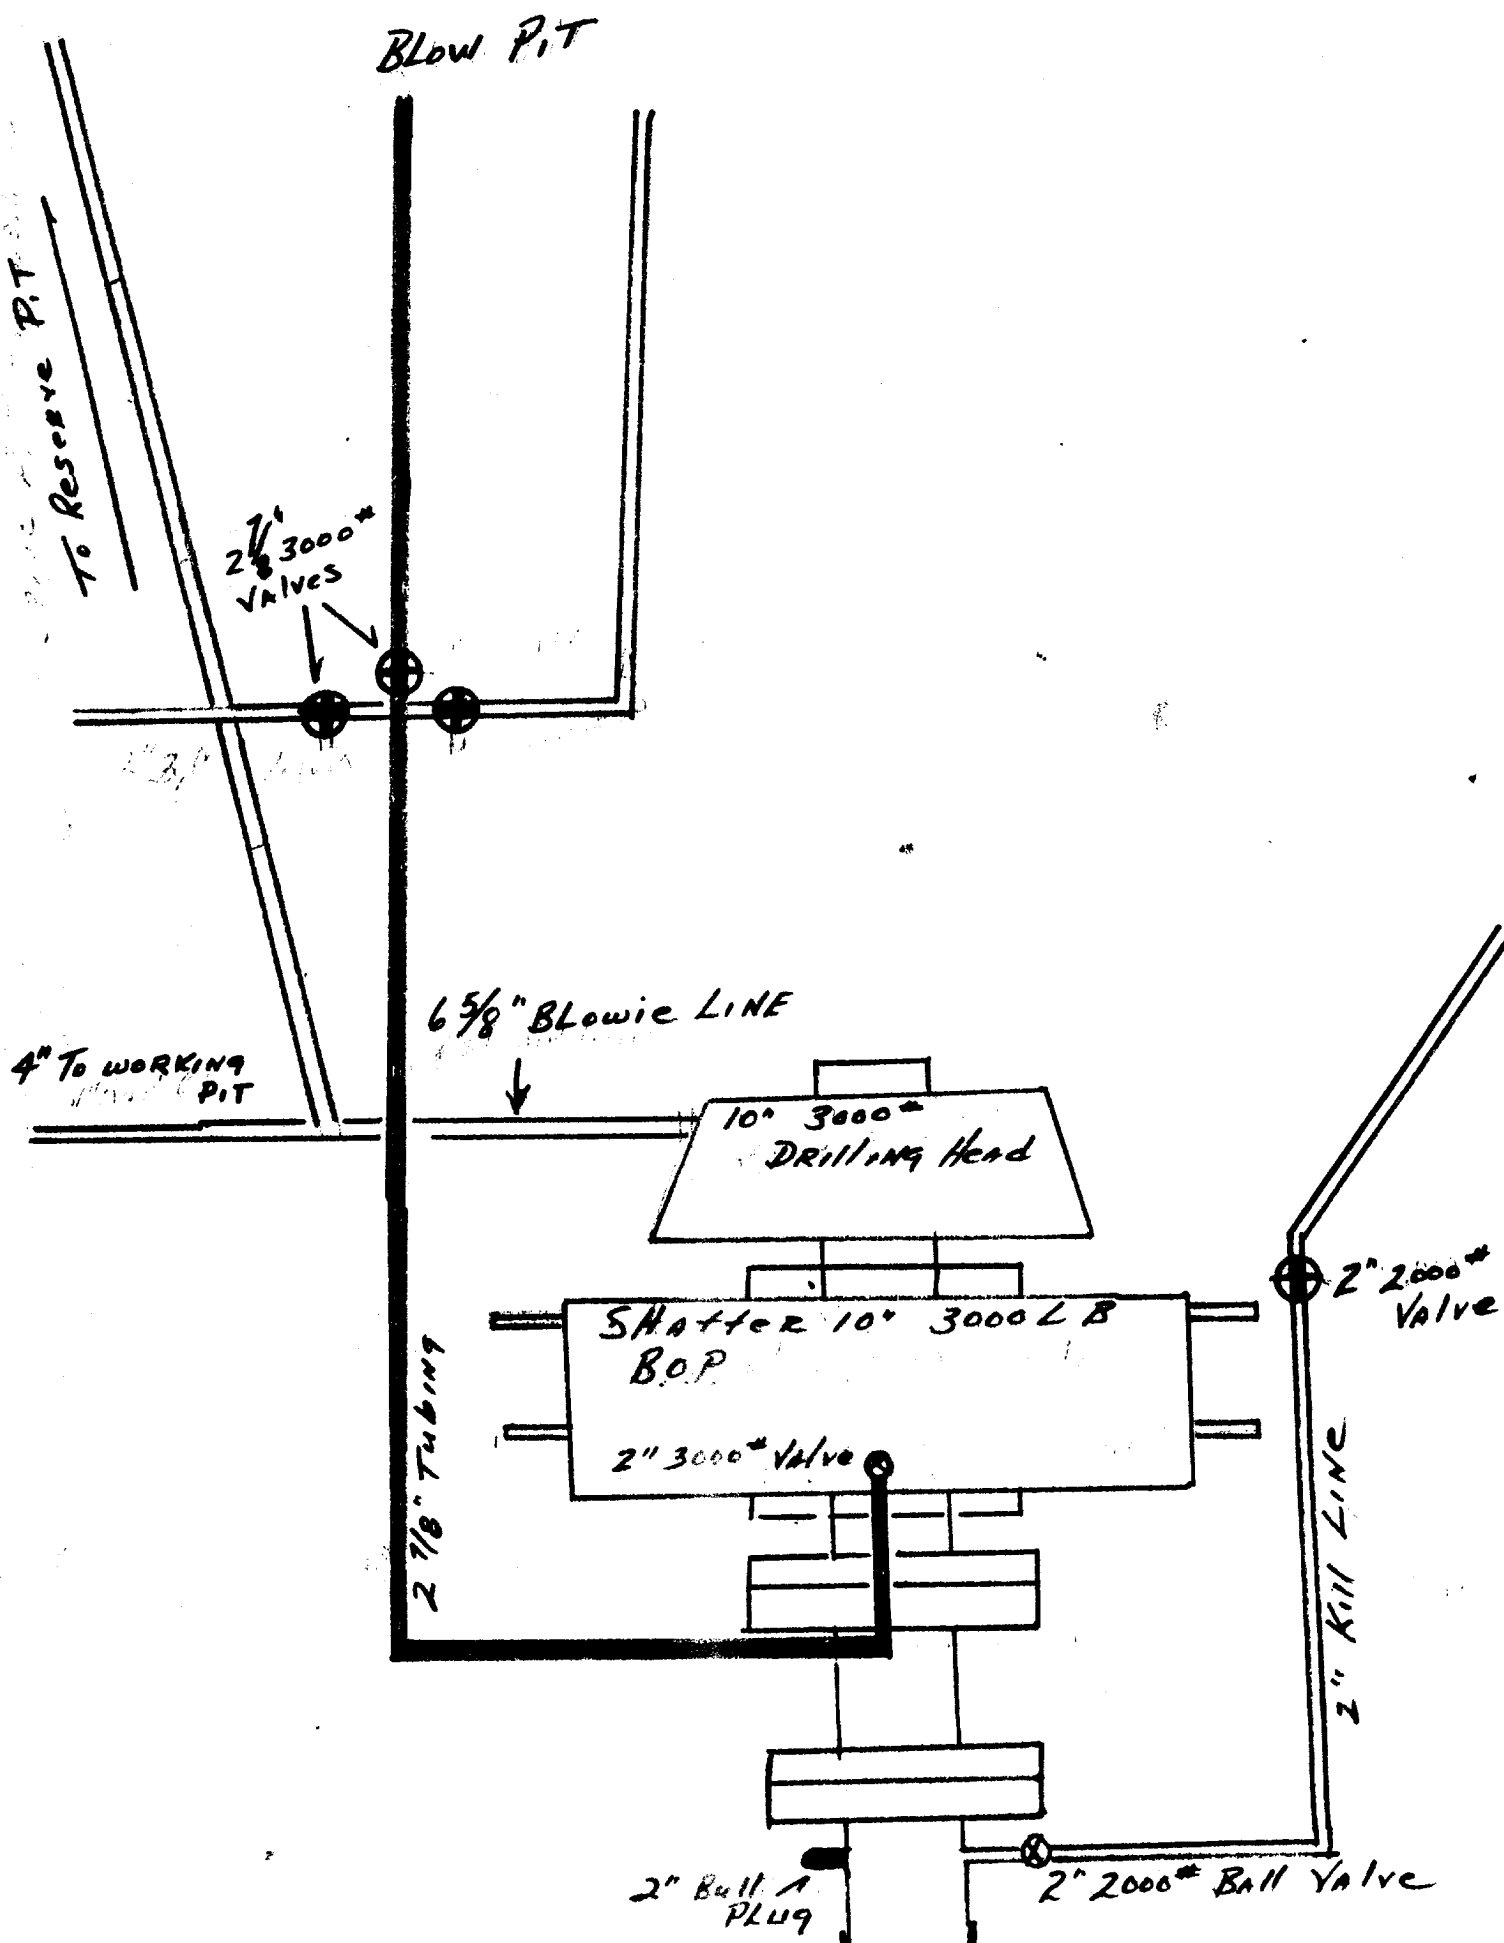 BLOW PIT
To Reserve PIT
2 7/8" 3000#
VAlves
6 5/8" BLowie LINE
4" To WORKING
PIT
10" 3000#
DRilliNg HeAd
SHAffer 10" 3000 LB
B.O.P
2" 3000# VAlve
2" 2000#
VAlve
2 7/8" TubiNg
2" Kill LiNe
2" Bull
PLug
2" 2000# BAll VAlve